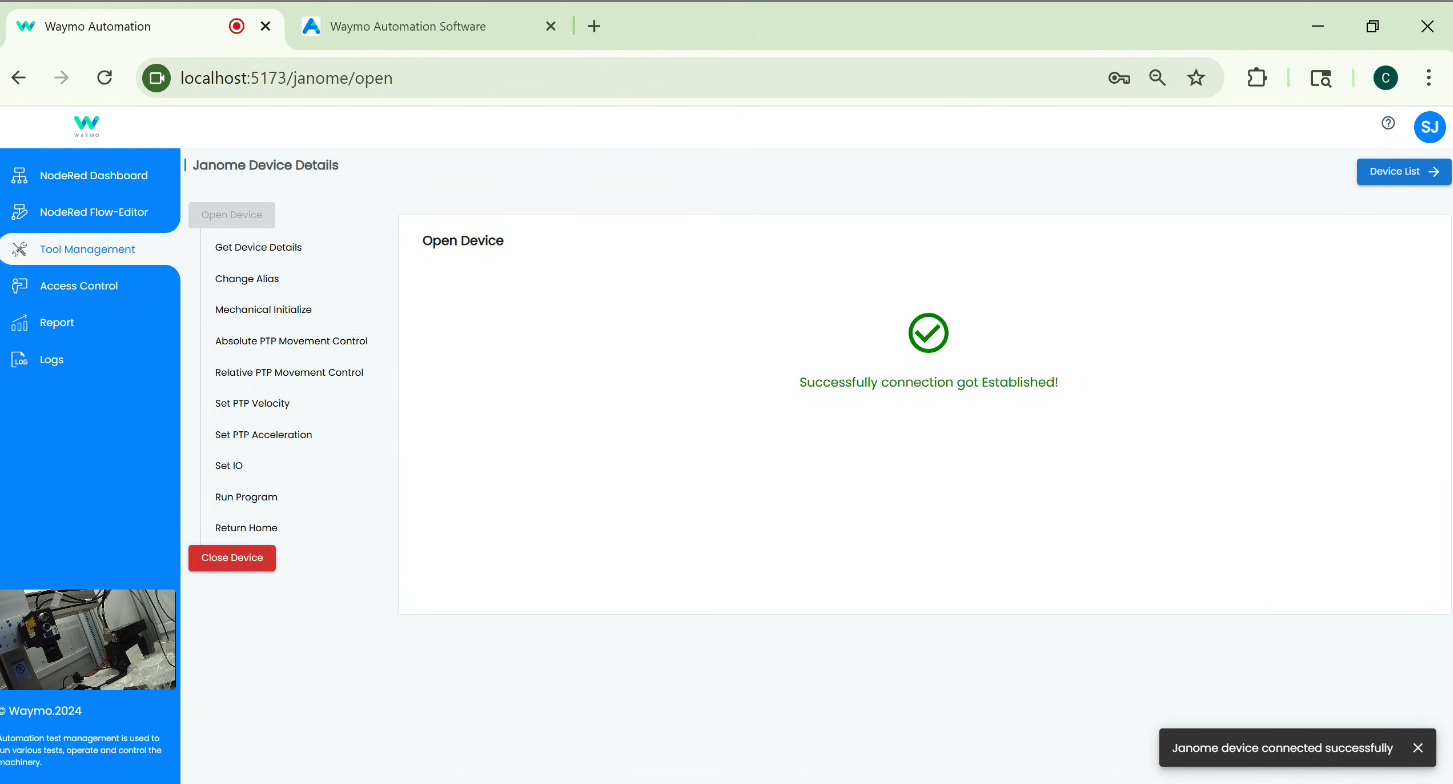 Waymo Automation
Waymo Automation Software
localhost:5173/janome/open
C
WAYMO
SJ
NodeRed Dashboard
NodeRed Flow-Editor
Tool Management
Access Control
Report
LOG
Logs
© Waymo.2024
Automation test management is used to
run various tests, operate and control the
machinery.
Janome Device Details
Device List
Open Device
Get Device Details
Change Alias
Mechanical Initialize
Absolute PTP Movement Control
Relative PTP Movement Control
Set PTP Velocity
Set PTP Acceleration
Set IO
Run Program
Return Home
Close Device
Open Device
Successfully connection got Established!
Janome device connected successfully